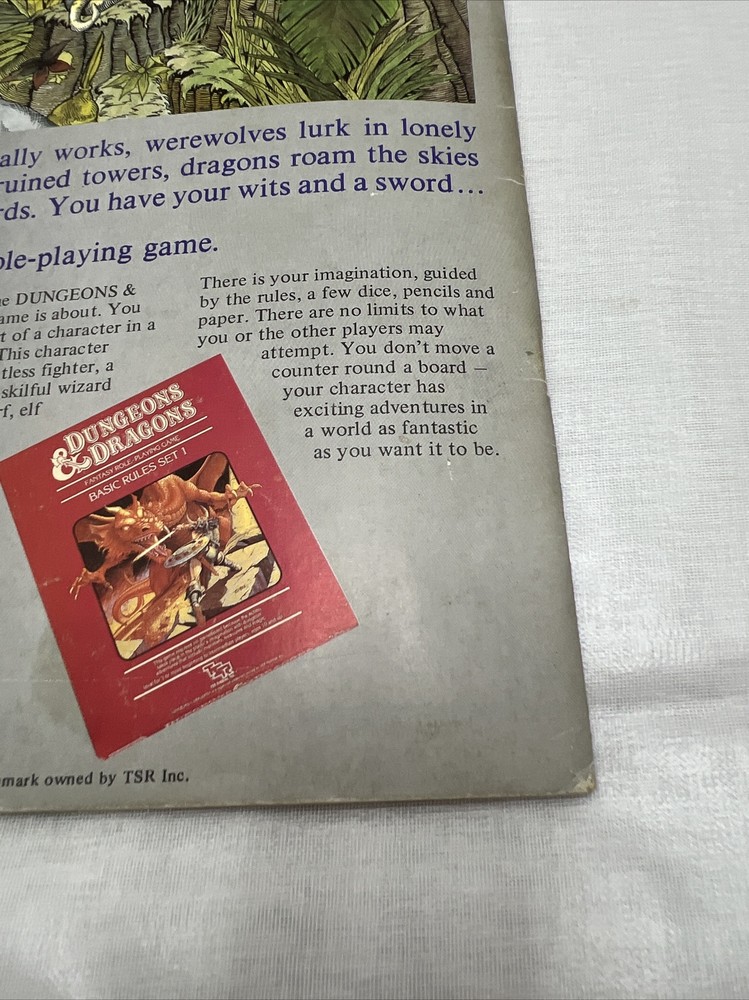 ally works, werewolves lurk in lonely
ruined towers, dragons roam the skies
rds. You have your wits and a sword...
ole-playing game.
e DUNGEONS &
ame is about. You
t of a character in a
This character
tless fighter, a
skilful wizard
f, elf
There is your imagination, guided
by the rules, a few dice, pencils and
paper. There are no limits to what
you or the other players may
attempt. You don't move a
counter round a board —
your character has
exciting adventures in
a world as fantastic
as you want it to be.
DUNGEONS
& DRAGONS
FANTASY ROLE-PLAYING GAME
BASIC RULES SET 1
TSR
mark owned by TSR Inc.